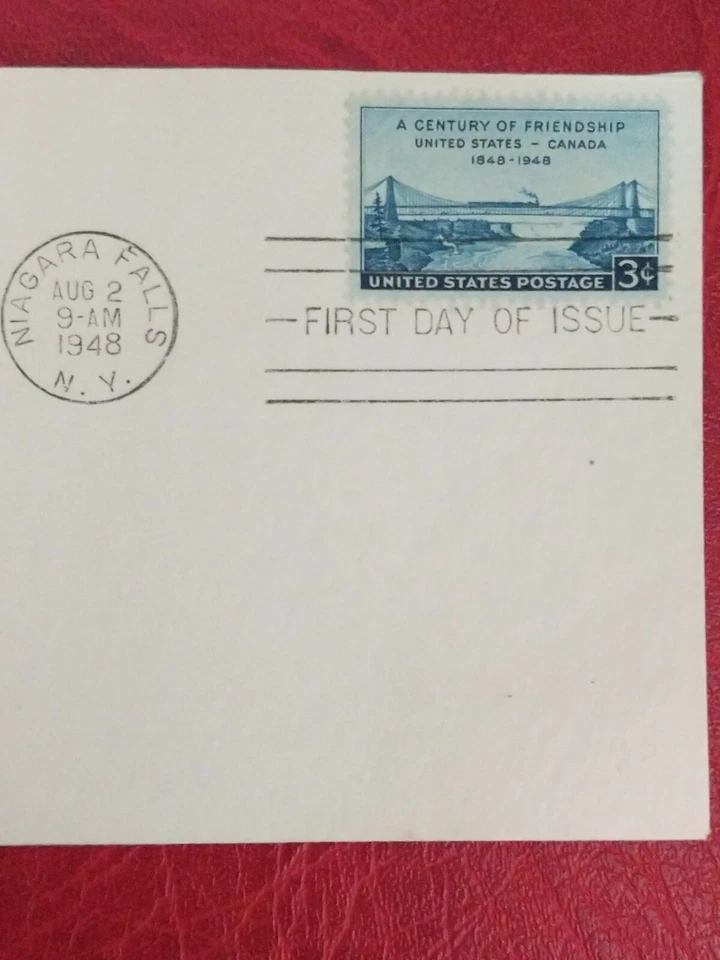 A CENTURY OF FRIENDSHIP
UNITED STATES - CANADA
1848-1948
UNITED STATES POSTAGE 3¢
NIAGARA FALLS
AUG 2
9-AM
1948
N. Y.
—FIRST DAY OF ISSUE—